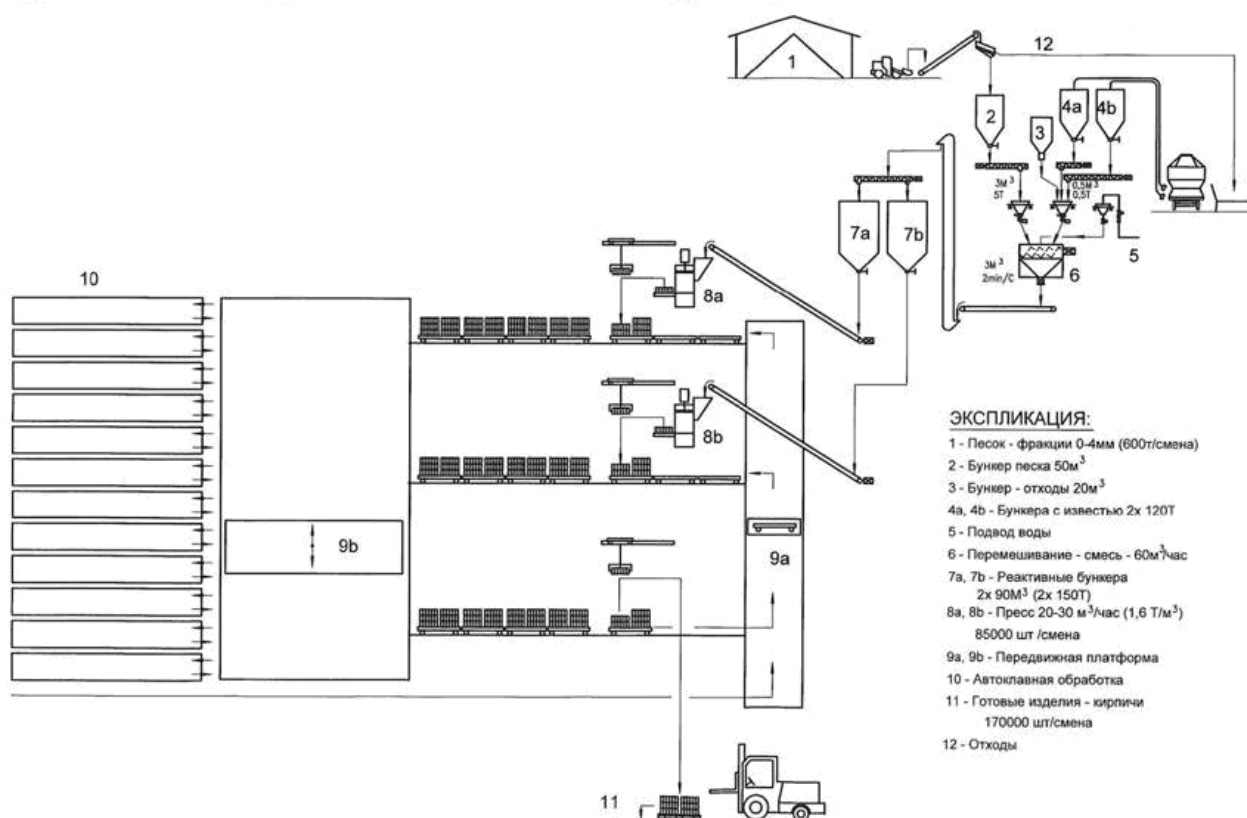 1
12
2
3
4a
4b
3М³
5Т
0,5М³
0,5Т
7a
7b
5
3М³
2min/C
6
10
8a
8b
9b
9a
11
ЭКСПЛИКАЦИЯ:
1 - Песок - фракции 0-4мм (600т/смена)
2 - Бункер песка 50м³
3 - Бункер - отходы 20м³
4a, 4b - Бункера с известью 2x 120Т
5 - Подвод воды
6 - Перемешивание - смесь - 60м³/час
7a, 7b - Реактивные бункера
2x 90М³ (2x 150Т)
8a, 8b - Пресс 20-30 м³/час (1,6 Т/м³)
85000 шт /смена
9a, 9b - Передвижная платформа
10 - Автоклавная обработка
11 - Готовые изделия - кирпичи
170000 шт/смена
12 - Отходы